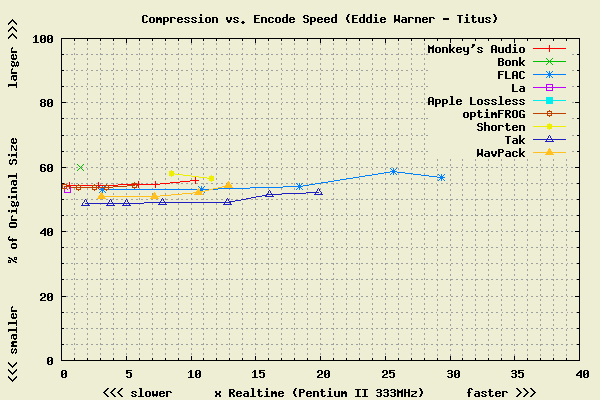 Compression vs. Encode Speed (Eddie Warner - Titus)
larger >>>
% of Original Size
<<< smaller
100
80
60
40
20
0
Monkey's Audio
Bonk
FLAC
La
Apple Lossless
optimFROG
Shorten
Tak
WavPack
0 5 10 15 20 25 30 35 40
<<< slower x Realtime (Pentium II 333MHz) faster >>>